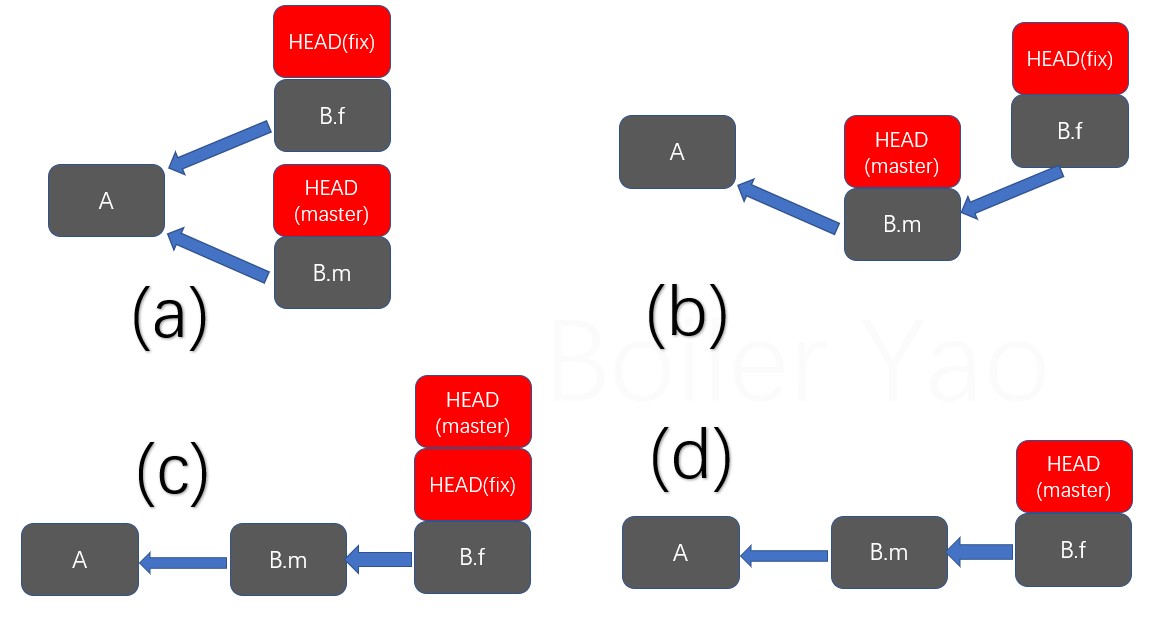 HEAD(fix)
B.f
A
HEAD
(master)
B.m
(a)
HEAD(fix)
B.f
A
HEAD
(master)
B.m
(b)
Boller Yao
HEAD
(master)
HEAD(fix)
(c)
A
B.m
B.f
(d)
HEAD
(master)
A
B.m
B.f